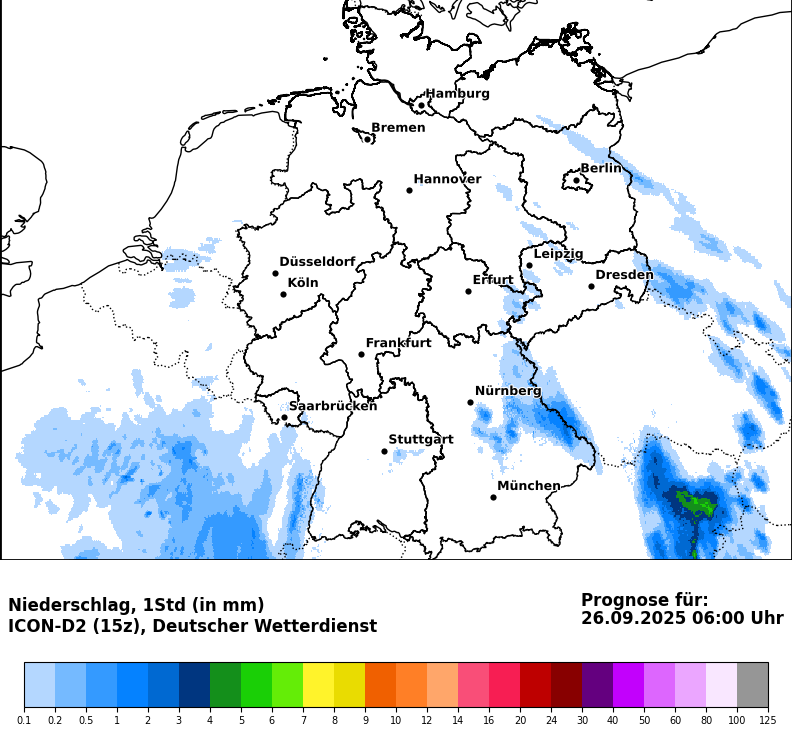 Hamburg
Bremen
Berlin
Hannover
Leipzig
Düsseldorf
Dresden
Köln
Erfurt
Frankfurt
Nürnberg
Saarbrücken
Stuttgart
München
Niederschlag, 1Std (in mm)
ICON-D2 (15z), Deutscher Wetterdienst
Prognose für:
26.09.2025 06:00 Uhr
0.1 0.2 0.5 1 2 3 4 5 6 7 8 9 10 12 14 16 20 24 30 40 50 60 80 100 125